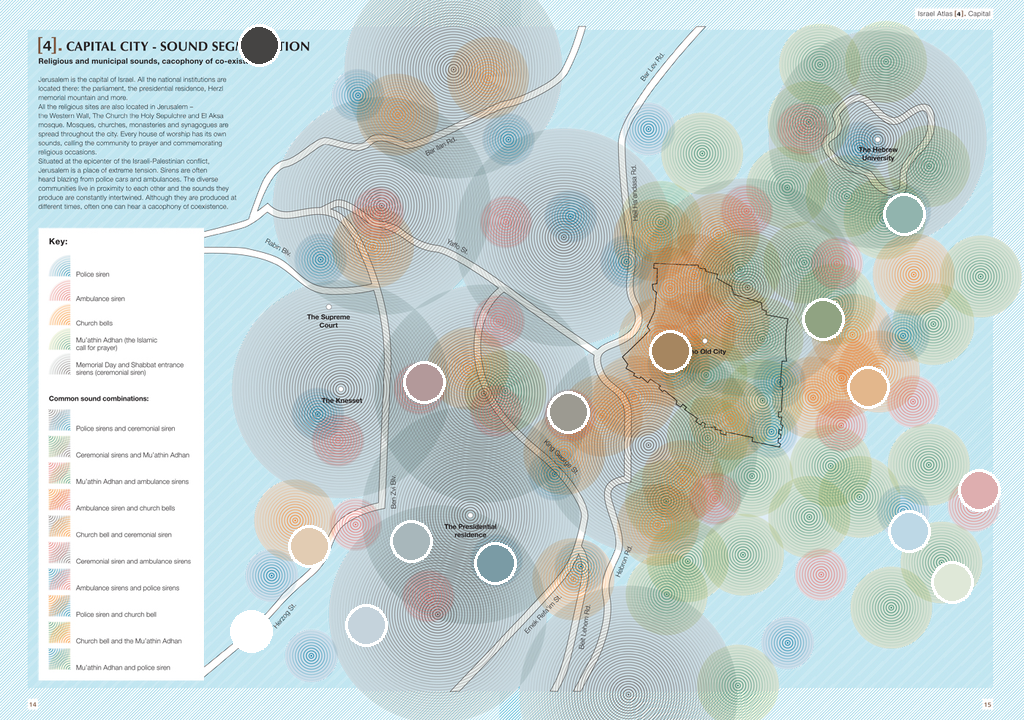 Israel Atlas [4]. Capital
[4]. CAPITAL CITY - SOUND
Religious and municipal sounds, cacophony of
Jerusalem is the capital of Israel. All the national institutions are
located there: the parliament, the presidential residence, Herzl
memorial mountain and more.
All the religious sites are also located in Jerusalem –
the Western Wall, The Church the Holy Sepulchre and El Aksa
mosque. Mosques, churches, monasteries and synagogues are
spread throughout the city. Every house of worship has its own
sounds, calling the community to prayer and commemorating
religious occasions.
Situated at the epicenter of the Israeli-Palestinian conflict,
Jerusalem is a place of extreme tension. Sirens are often
heard blazing from police cars and ambulances. The diverse
communities live in proximity to each other and the sounds they
produce are constantly intertwined. Although they are produced at
different times, often one can hear a cacophony of coexistence.
Key:
Police siren
Ambulance siren
Church bells
Mu'athin Adhan (the Islamic
call for prayer)
Memorial Day and Shabbat entrance
sirens (ceremonial siren)
Common sound combinations:
Police sirens and ceremonial siren
Ceremonial sirens and Mu'athin Adhan
Mu'athin Adhan and ambulance sirens
Ambulance siren and church bells
Church bell and ceremonial siren
Ceremonial siren and ambulance sirens
Ambulance sirens and police sirens
Police siren and church bell
Church bell and the Mu'athin Adhan
Mu'athin Adhan and police siren
Bar Lev Rd.
Bar Ilan Rd.
The Hebrew
University
Rabin Blv.
Yaffo St.
The Supreme
Court
Old City
The Knesset
King George St.
Ben Zvi Blv.
The Presidential
residence
Hebron Rd.
Herzog St.
Emek Refa'im St.
Beit Lehem Rd.
14
15